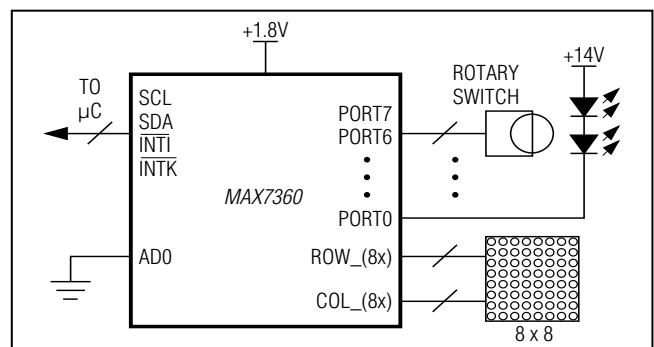 +1.8V
+14V
TO
µC
SCL
SDA
INTI
INTK
AD0
MAX7360
PORT7
PORT6
PORT0
ROW_(8x)
COL_(8x)
ROTARY
SWITCH
8 x 8